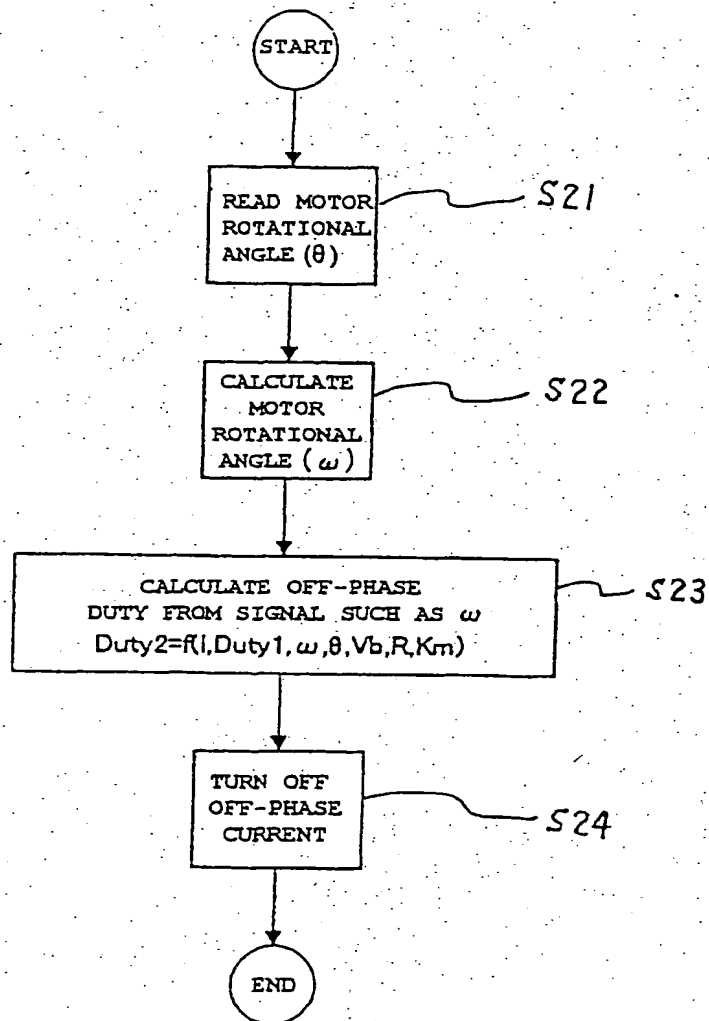 START
READ MOTOR
ROTATIONAL
ANGLE (θ)
S21
CALCULATE
MOTOR
ROTATIONAL
ANGLE (ω)
S22
CALCULATE OFF-PHASE
DUTY FROM SIGNAL SUCH AS ω
Duty2=f(i,Duty1,ω,θ,Vb,R,Km)
S23
TURN OFF
OFF-PHASE
CURRENT
S24
END